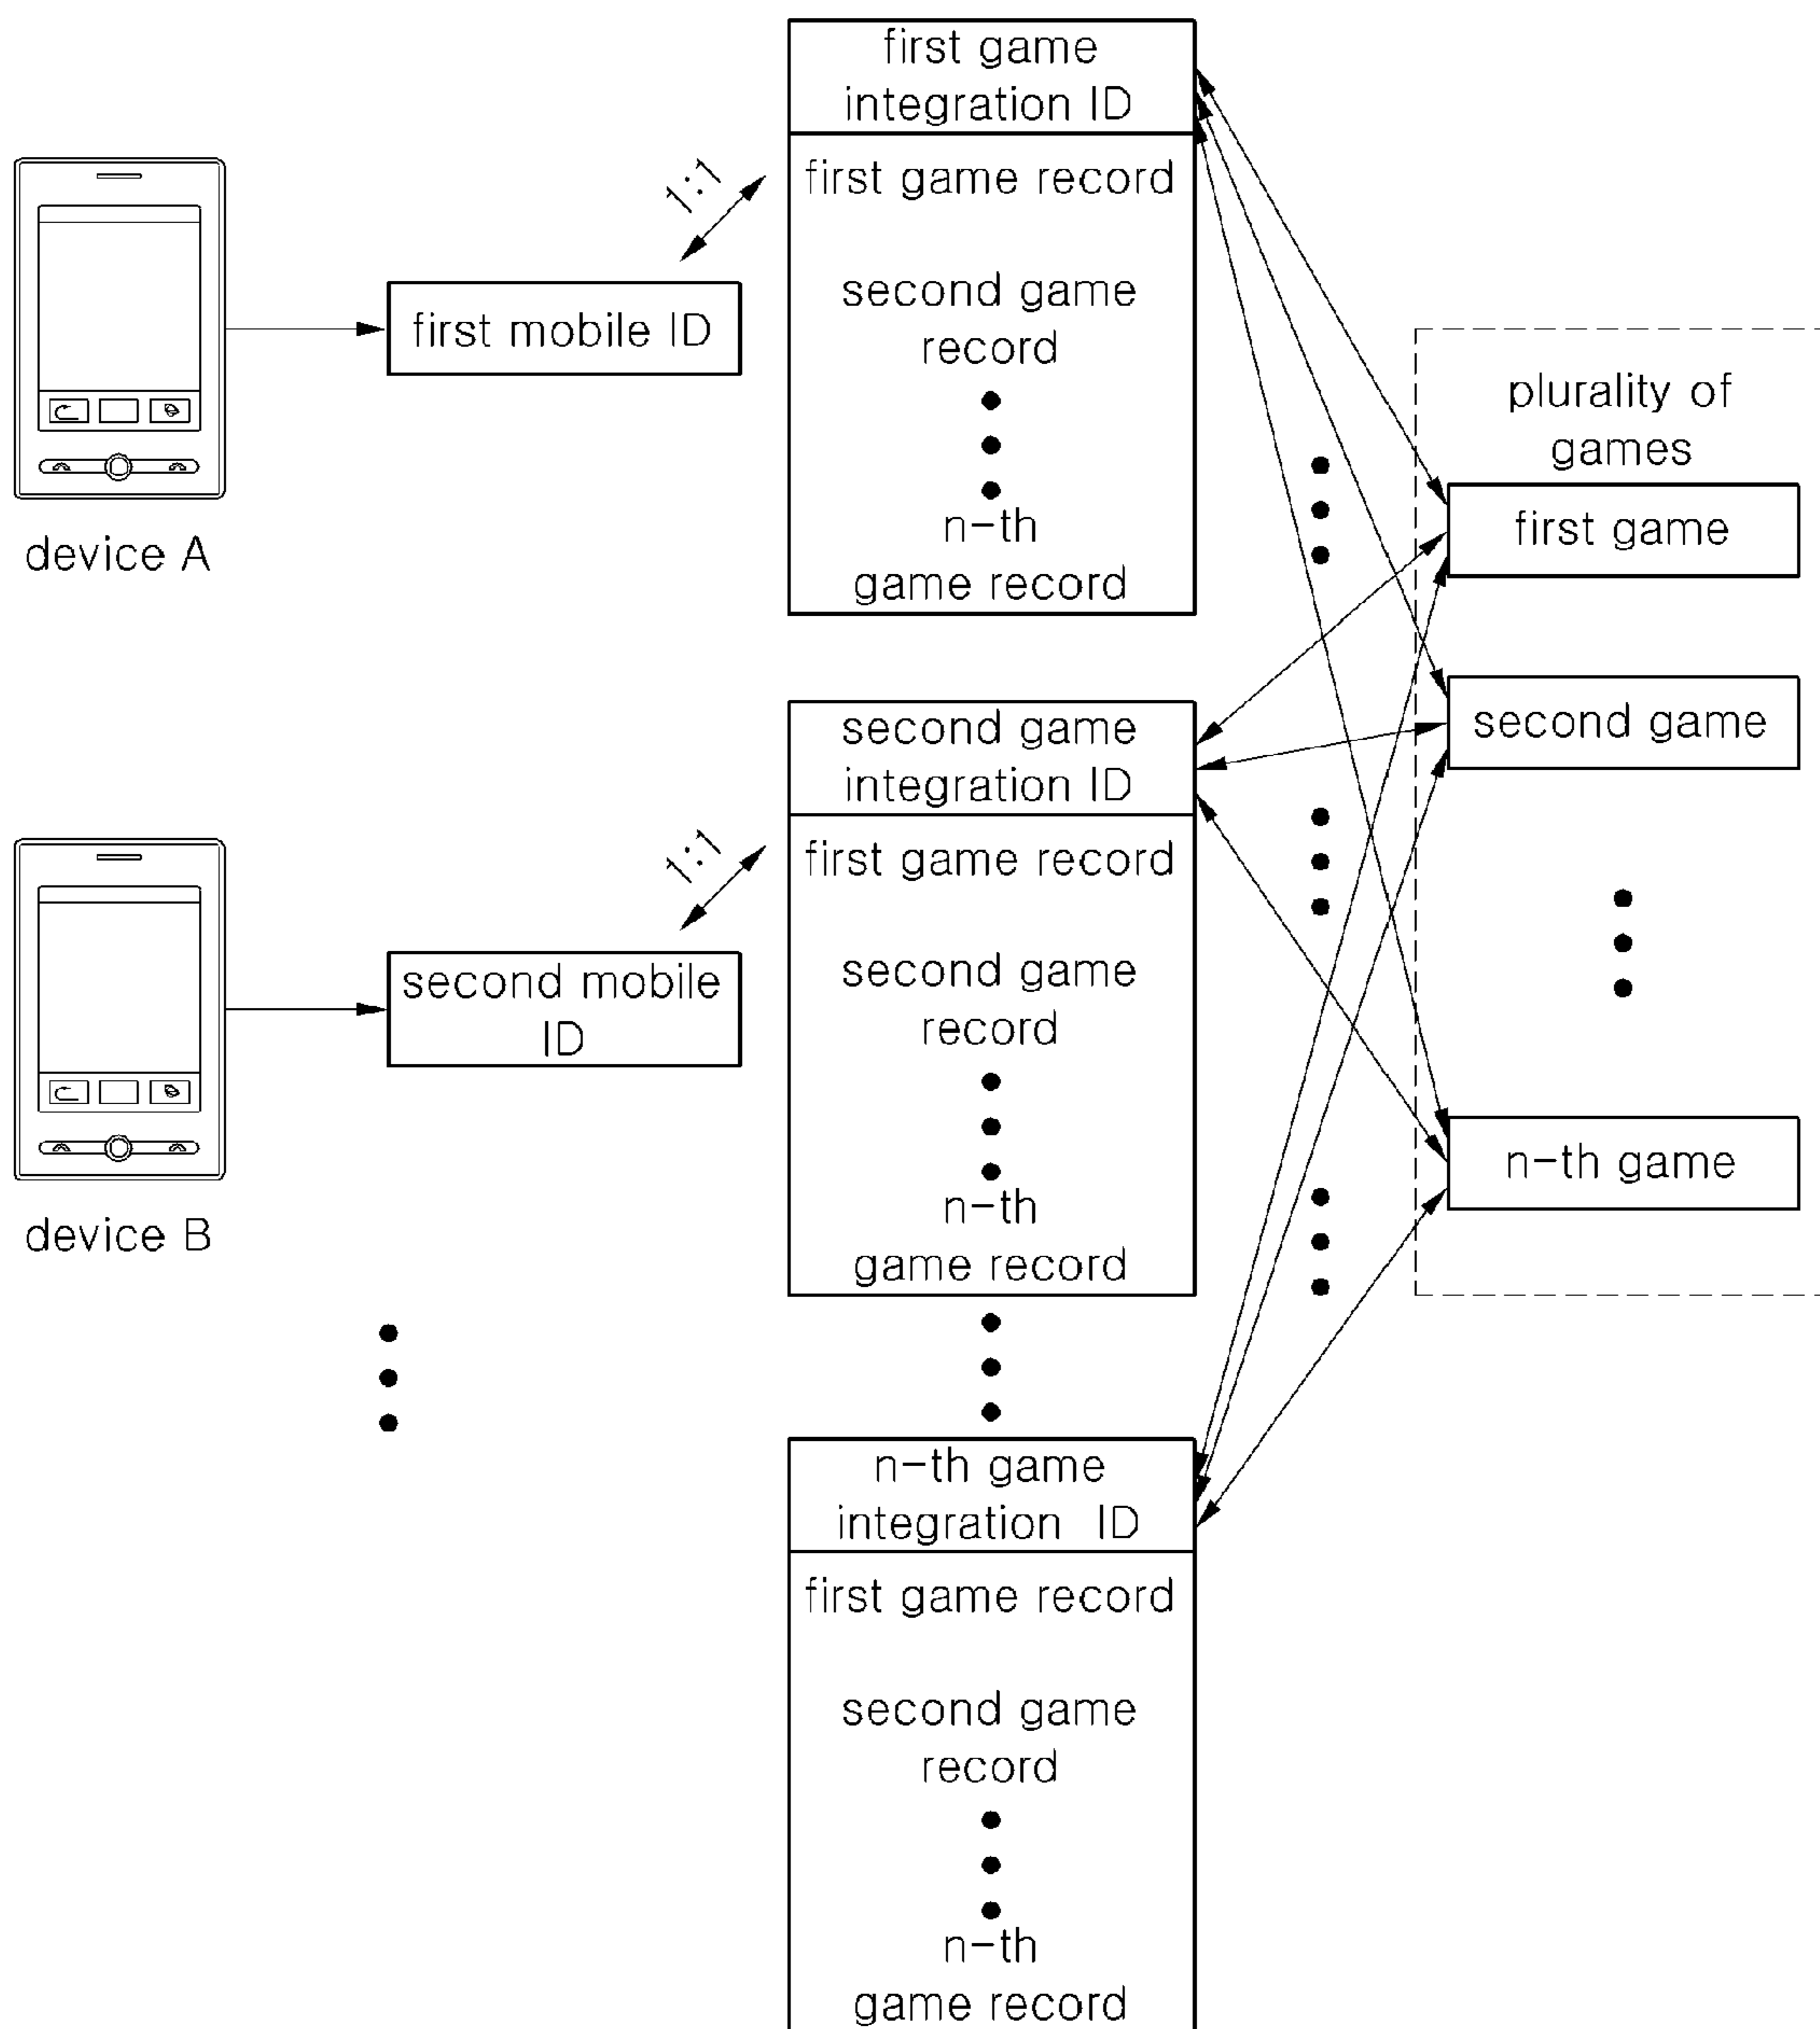 device A
first mobile ID
1:1
first game
integration ID
first game record
second game
record
n-th
game record
plurality of
games
first game
second game
n-th game
device B
second mobile
ID
1:1
second game
integration ID
first game record
second game
record
n-th
game record
n-th game
integration ID
first game record
second game
record
n-th
game record